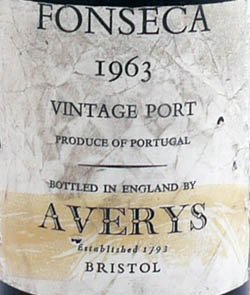 FONSECA
1963
VINTAGE PORT
PRODUCE OF PORTUGAL
BOTTLED IN ENGLAND BY
AVERYS
Established 1793
BRISTOL